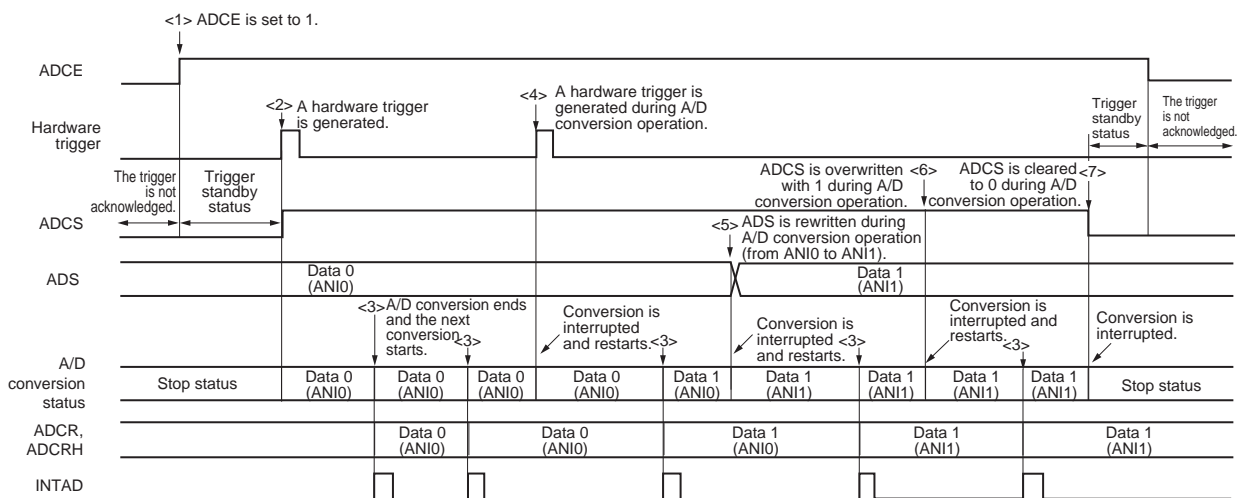 <1> ADCE is set to 1.
ADCE
<2> A hardware trigger
is generated.
<4> A hardware trigger is
generated during A/D
conversion operation.
Trigger
standby
status
The trigger
is not
acknowledged.
Hardware
trigger
The trigger
is not
acknowledged.
Trigger
standby
status
ADCS is overwritten <6>
with 1 during A/D
conversion operation.
ADCS is cleared <7>
to 0 during A/D
conversion operation.
ADCS
<5> ADS is rewritten during
A/D conversion operation
(from ANI0 to ANI1).
ADS
Data 0
(ANI0)
Data 1
(ANI1)
<3> A/D conversion ends
and the next
conversion
starts.
<3>
Conversion is
interrupted
and restarts.
<3>
Conversion is
interrupted
and restarts.
<3>
Conversion is
interrupted and
restarts.
<3>
Conversion is
interrupted.
A/D
conversion
status
Stop status
Data 0
(ANI0)
Data 0
(ANI0)
Data 0
(ANI0)
Data 0
(ANI0)
Data 1
(ANI0)
Data 1
(ANI1)
Data 1
(ANI1)
Data 1
(ANI1)
Data 1
(ANI1)
Stop status
ADCR,
ADCRH
Data 0
(ANI0)
Data 0
(ANI0)
Data 1
(ANI0)
Data 1
(ANI1)
Data 1
(ANI1)
INTAD